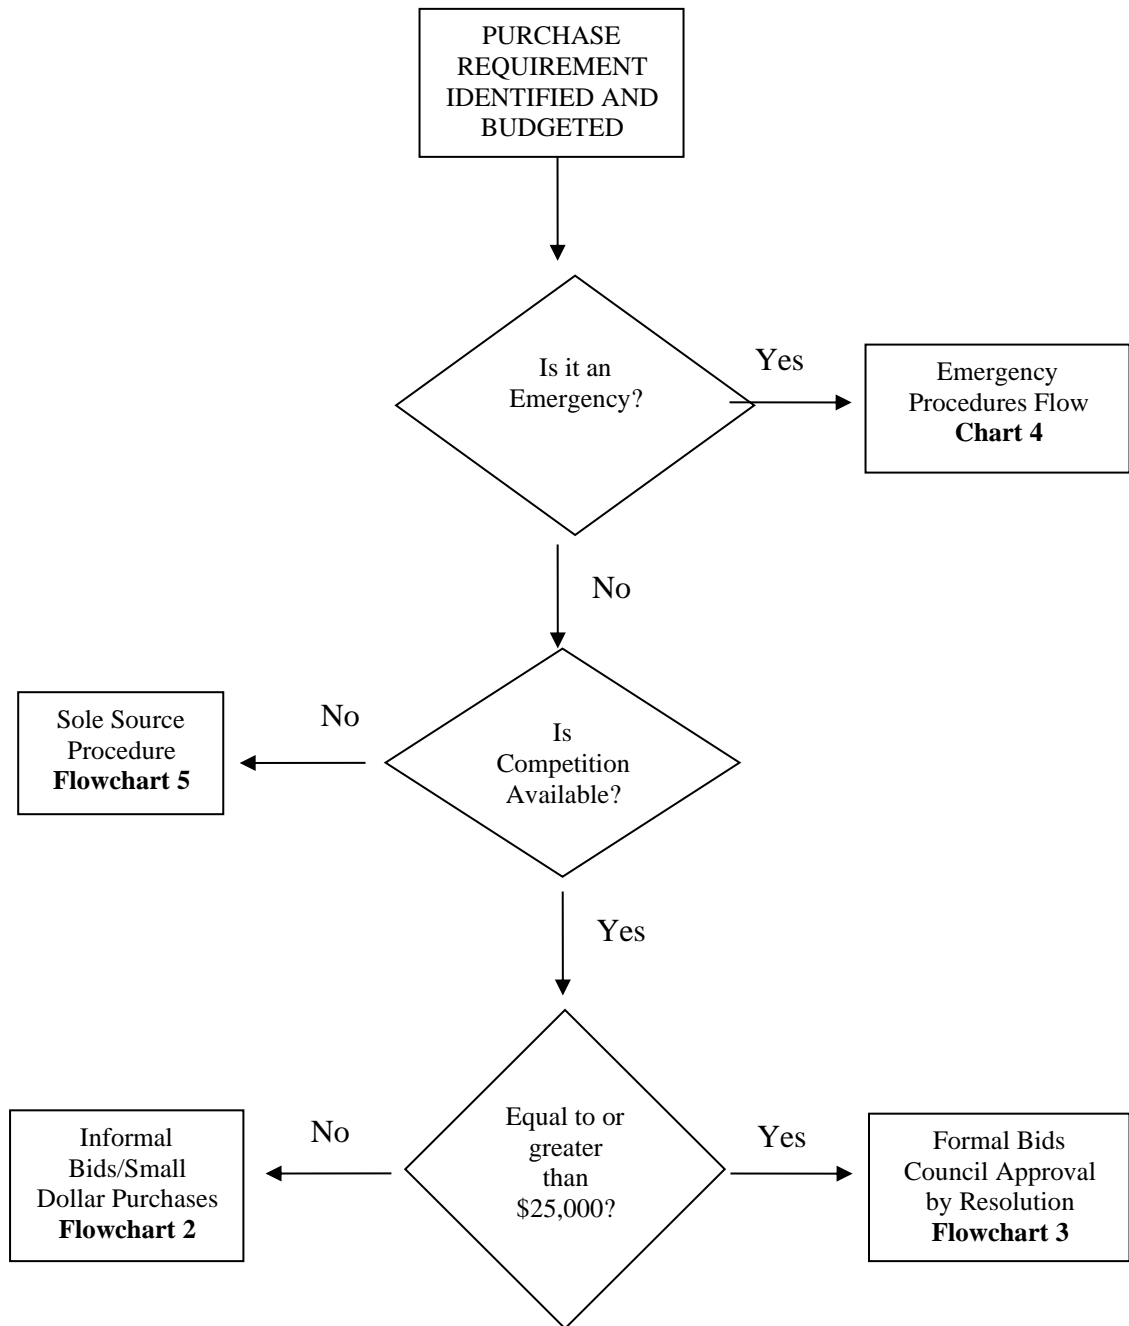 PURCHASE
REQUIREMENT
IDENTIFIED AND
BUDGETED
Is it an
Emergency?
Yes
Emergency
Procedures Flow
Chart 4
No
Is
Competition
Available?
No
Sole Source
Procedure
Flowchart 5
Yes
Equal to or
greater
than
$25,000?
No
Informal
Bids/Small
Dollar Purchases
Flowchart 2
Yes
Formal Bids
Council Approval
by Resolution
Flowchart 3